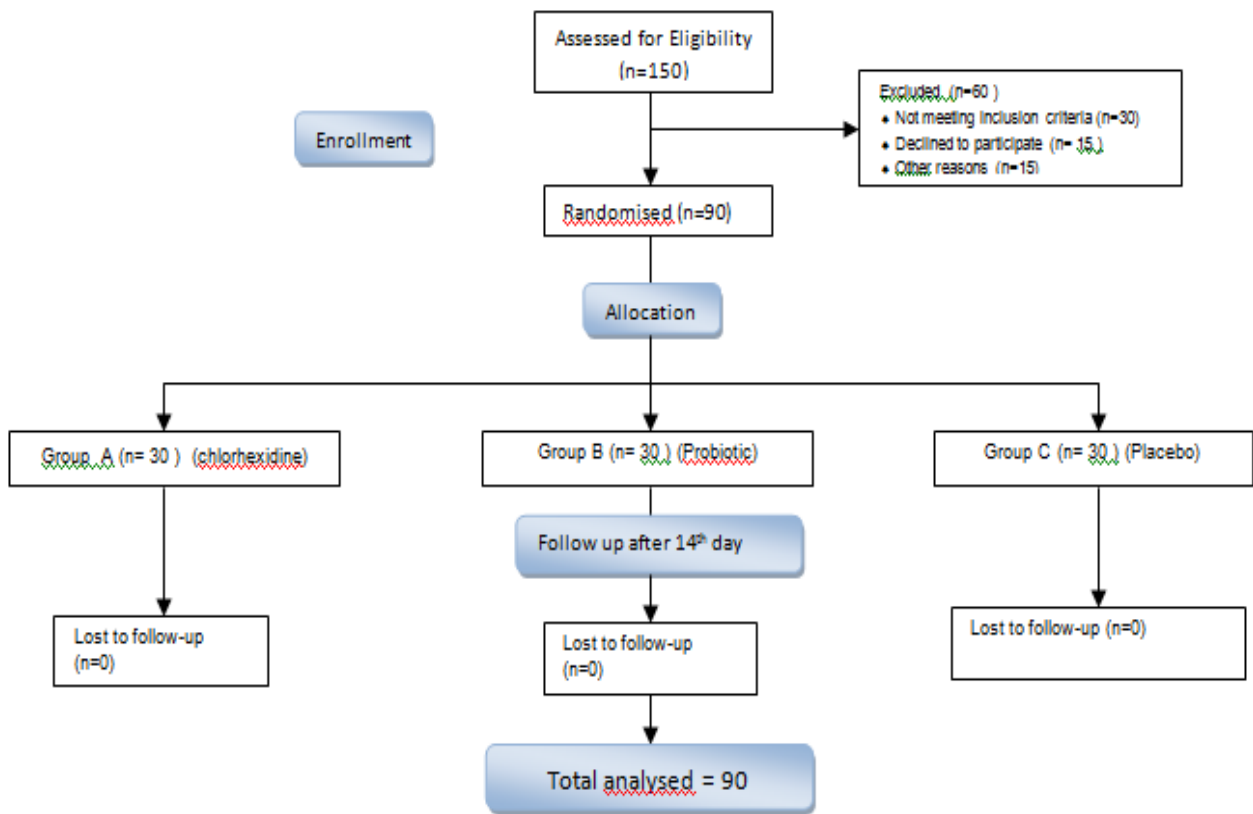 Assessed for Eligibility
(n=150)
Excluded (n=60 )
♦ Not meeting inclusion criteria (n=30)
♦ Declined to participate (n= 15 )
♦ Other reasons (n=15)
Enrollment
Randomised (n=90)
Allocation
Group A (n= 30 ) (chlorhexidine)
Group B (n= 30 ) (Probiotic)
Group C (n= 30 ) (Placebo)
Follow up after 14th day
Lost to follow-up
(n=0)
Lost to follow-up
(n=0)
Lost to follow-up (n=0)
Total analysed = 90